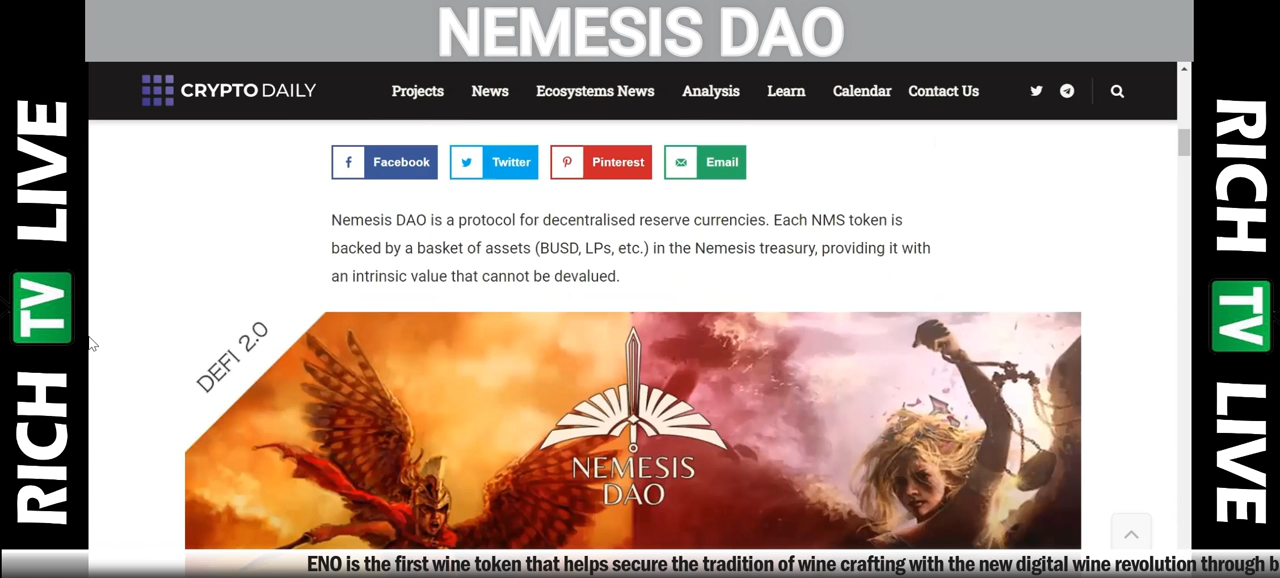 NEMESIS DAO
CRYPTO DAILY
Projects News Ecosystems News Analysis Learn Calendar Contact Us
Facebook Twitter Pinterest Email
Nemesis DAO is a protocol for decentralised reserve currencies. Each NMS token is
backed by a basket of assets (BUSD, LPs, etc.) in the Nemesis treasury, providing it with
an intrinsic value that cannot be devalued.
DEFI 2.0
NEMESIS
DAO
RICH TV LIVE
RICH TV LIVE
ENO is the first wine token that helps secure the tradition of wine crafting with the new digital wine revolution through b